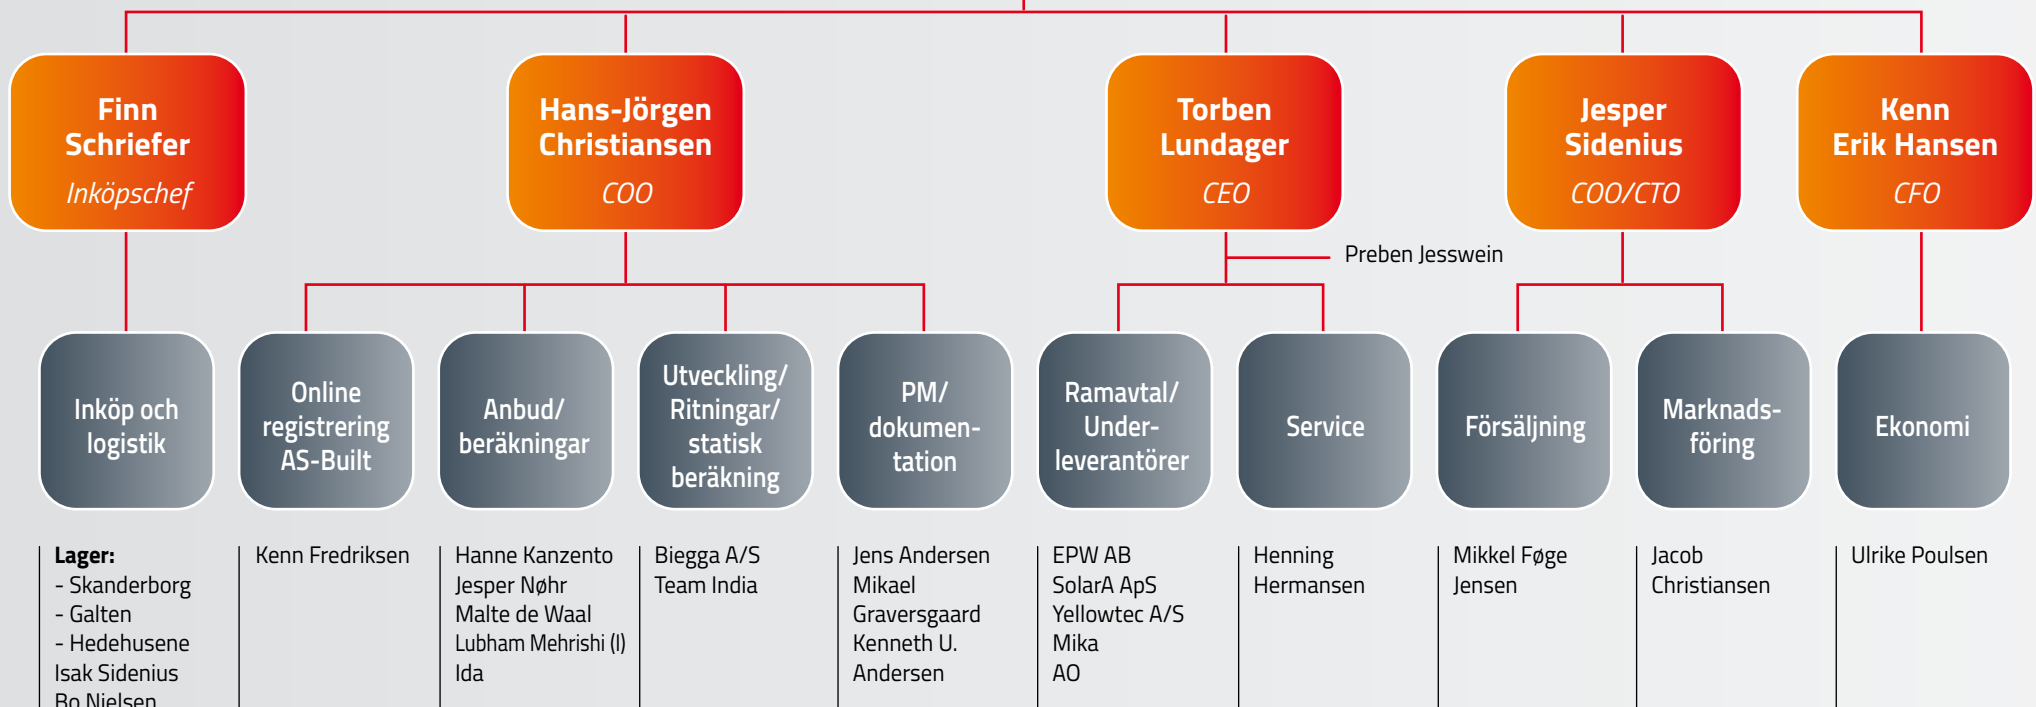 Finn
Schriefer
Inköpschef
Hans-Jörgen
Christiansen
COO
Torben
Lundager
CEO
Jesper
Sidenius
COO/CTO
Kenn
Erik Hansen
CFO
Preben Jesswein
Inköp och
logistik
Online
registrering
AS-Built
Anbud/
beräkningar
Utveckling/
Ritningar/
statisk
beräkning
PM/
dokumen-
tation
Ramavtal/
Under-
leverantörer
Service
Försäljning
Marknads-
föring
Ekonomi
Lager:
- Skanderborg
- Galten
- Hedehusene
Isak Sidenius
Bo Nielsen
Kenn Fredriksen
Hanne Kanzento
Jesper Nøhr
Malte de Waal
Lubham Mehrishi (I)
Ida
Biegga A/S
Team India
Jens Andersen
Mikael
Graversgaard
Kenneth U.
Andersen
EPW AB
SolarA ApS
Yellowtec A/S
Mika
AO
Henning
Hermansen
Mikkel Føge
Jensen
Jacob
Christiansen
Ulrike Poulsen